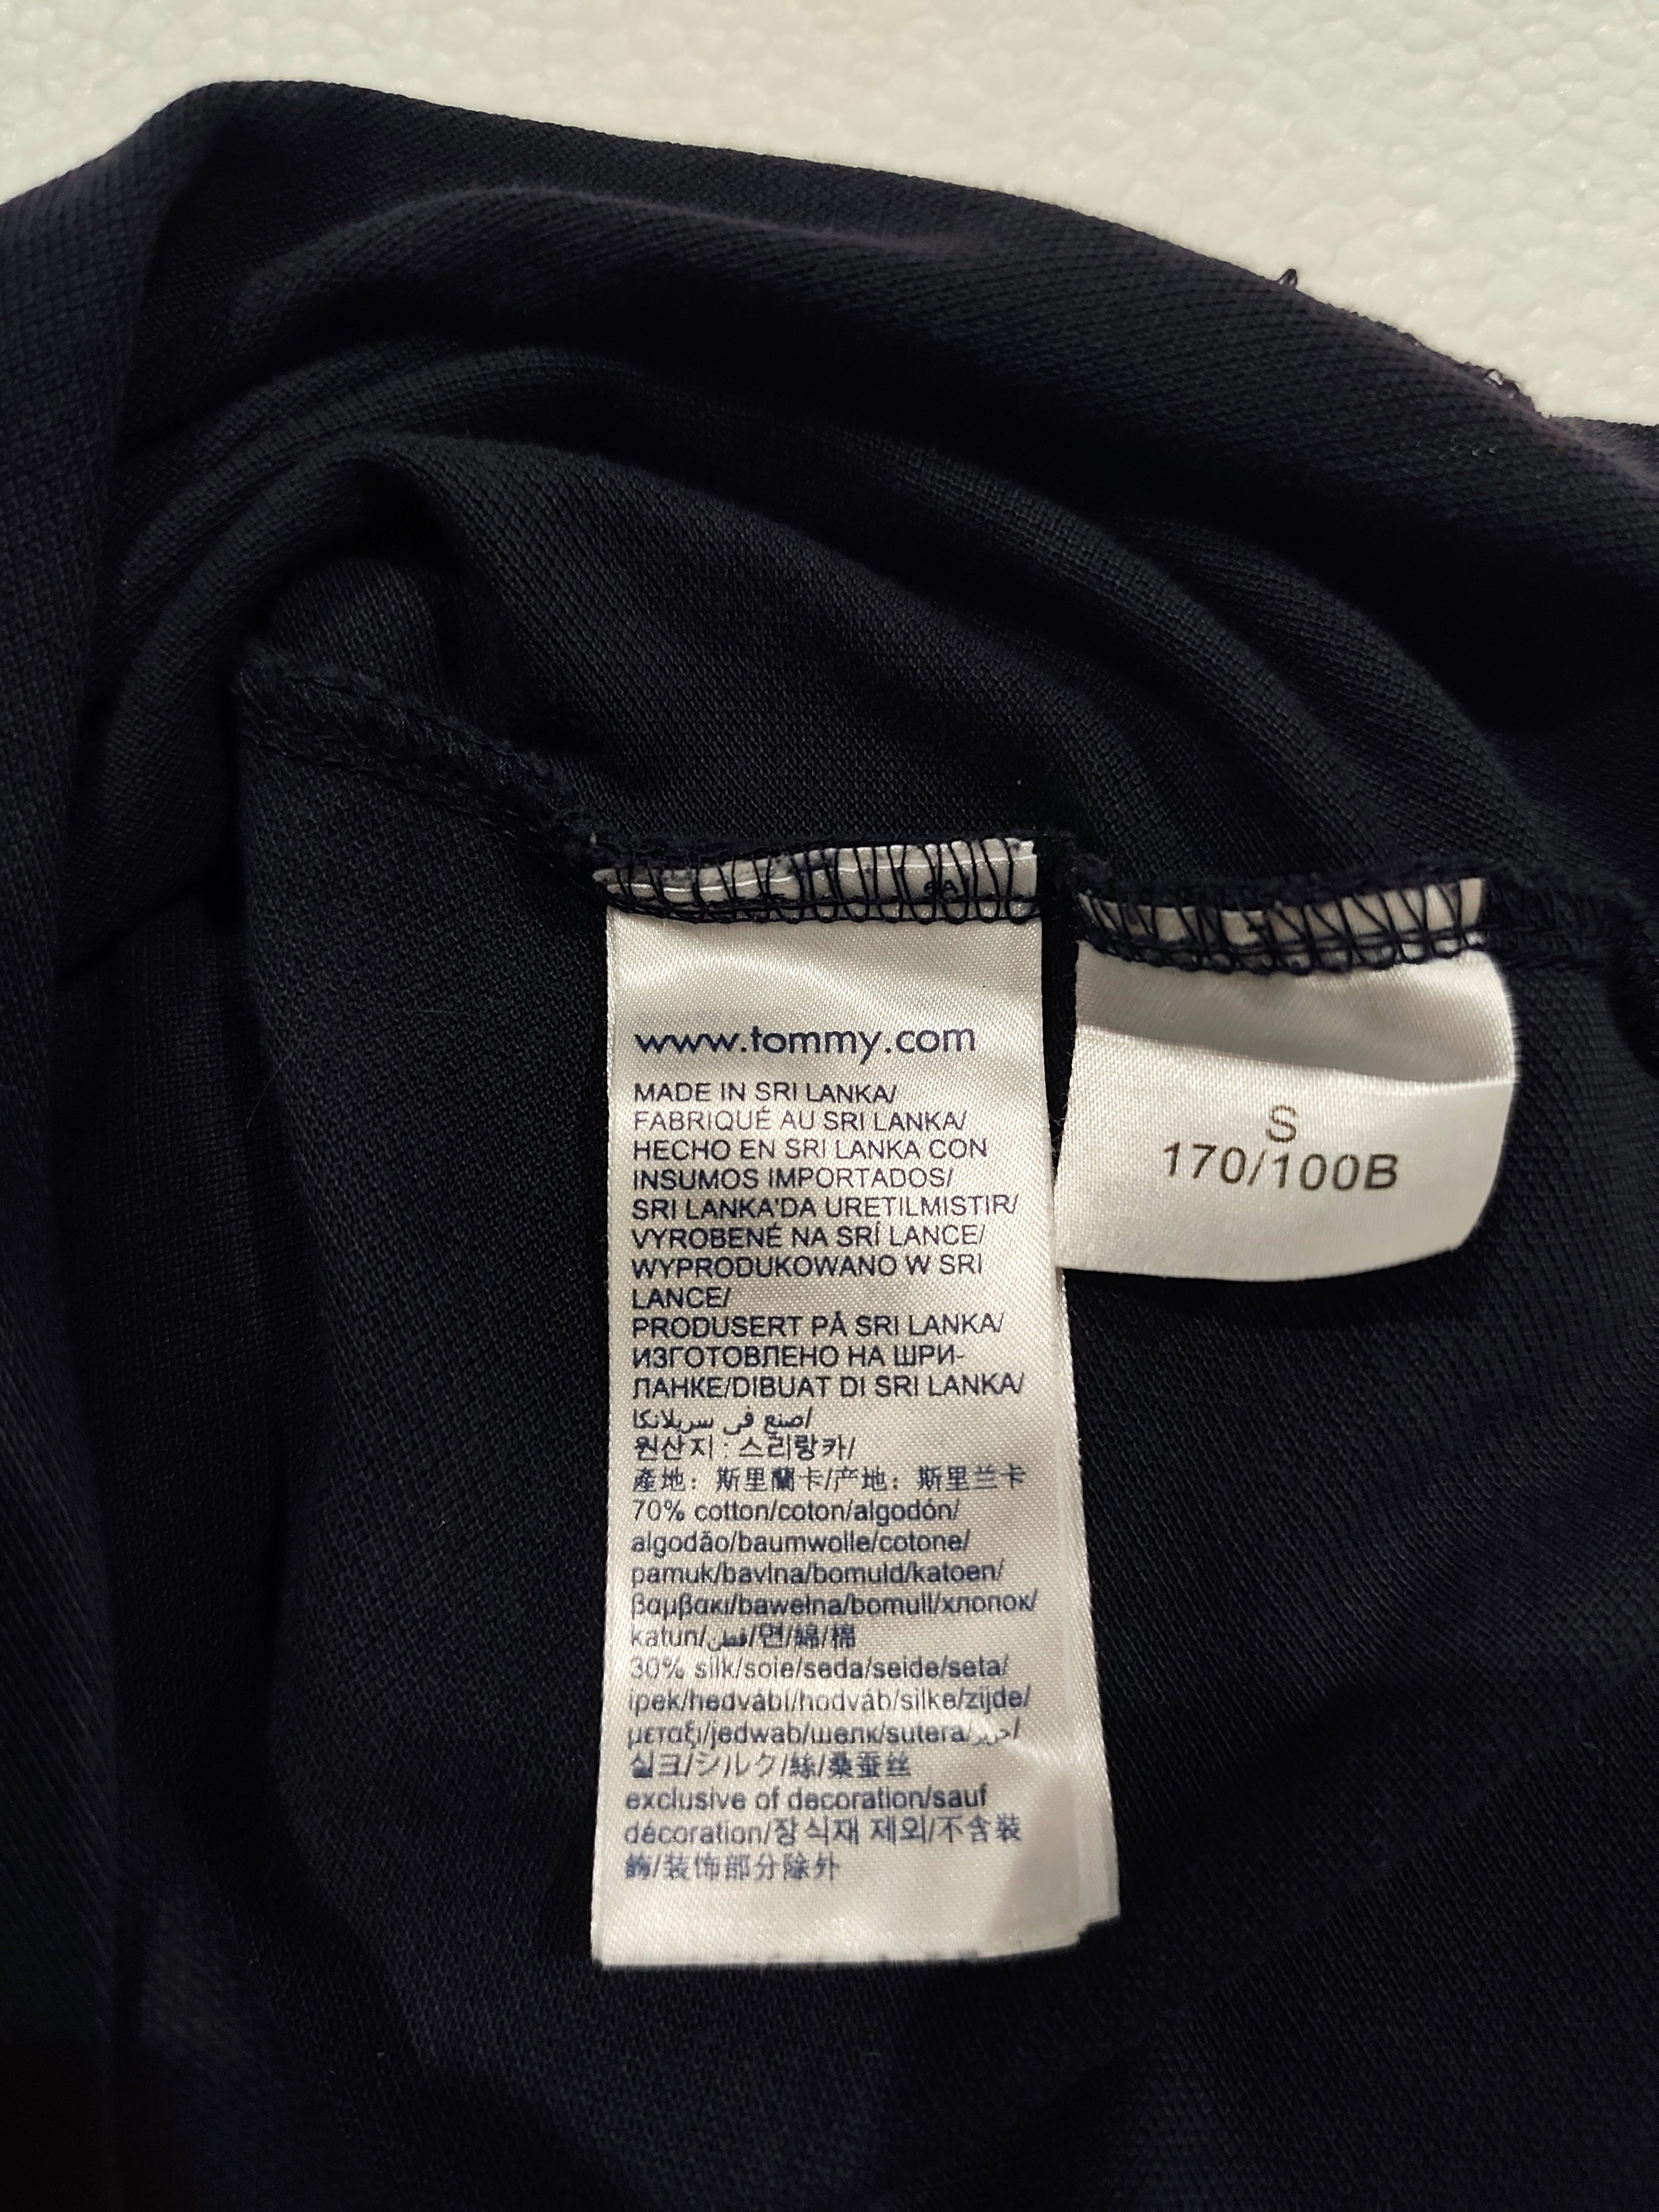 www.tommy.com
MADE IN SRI LANKA/
FABRIQUÉ AU SRI LANKA/
HECHO EN SRI LANKA CON
INSUMOS IMPORTADOS/
SRI LANKA'DA URETILMISTIR/
VYROBENÉ NA SRÍ LANCE/
WYPRODUKOWANO W SRI
LANCE/
PRODUSERT PÅ SRI LANKA/
ИЗГОТОВЛЕНО НА ШРИ-
ЛАНКЕ/DIBUAT DI SRI LANKA/
صنع في سريلانكا/
원산지 : 스리랑카/
產地：斯里蘭卡/产地：斯里兰卡
70% cotton/coton/algodón/
algodão/baumwolle/cotone/
pamuk/bavlna/bomuld/katoen/
βαμβακι/bawełna/bomull/хлопок/
katun/قطن/면/綿/棉
30% silk/soie/seda/seide/seta/
ipek/hedvábí/hodváb/silke/zijde/
μεταξι/jedwab/шелк/sutera/حرير/
실크/シルク/絲/桑蚕丝
exclusive of decoration/sauf
décoration/장식재 제외/不含裝
飾/装饰部分除外
S
170/100B